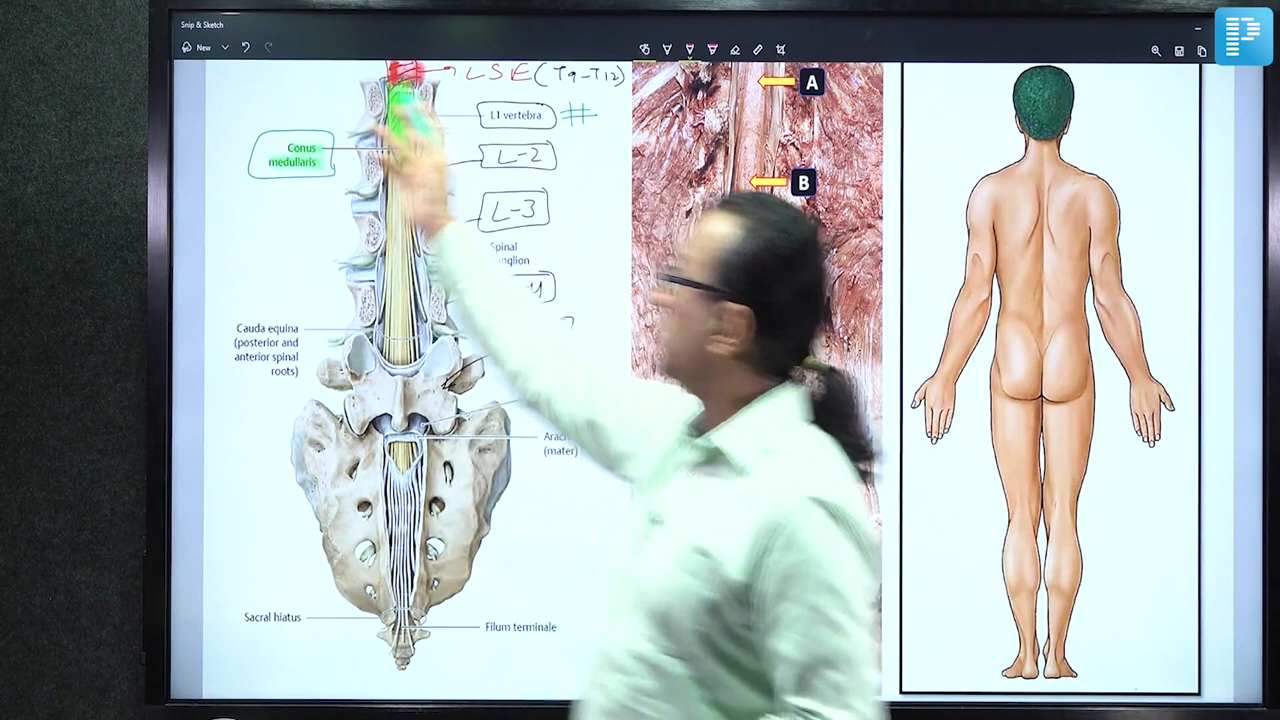 Snip & Sketch
New
LSE (T9-T12)
L1 vertebra #
Conus
medullaris
L-2
L-3
Spinal
Cauda equina
(posterior and
anterior spinal
roots)
(mater)
Sacral hiatus
Filum terminale
A
B
P